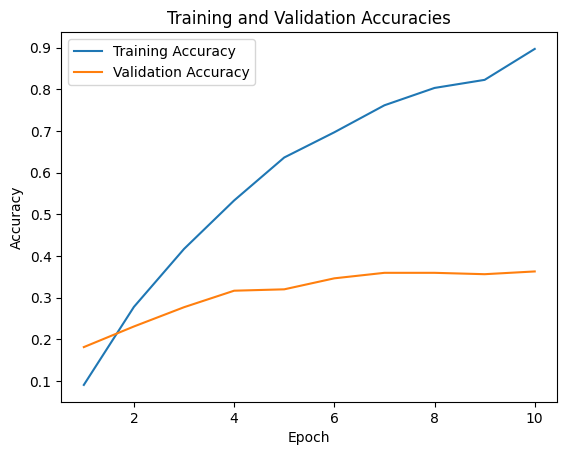 Training and Validation Accuracies
Training Accuracy
Validation Accuracy
0.9
0.8
0.7
0.6
0.5
0.4
0.3
0.2
0.1
Accuracy
2 4 6 8 10
Epoch